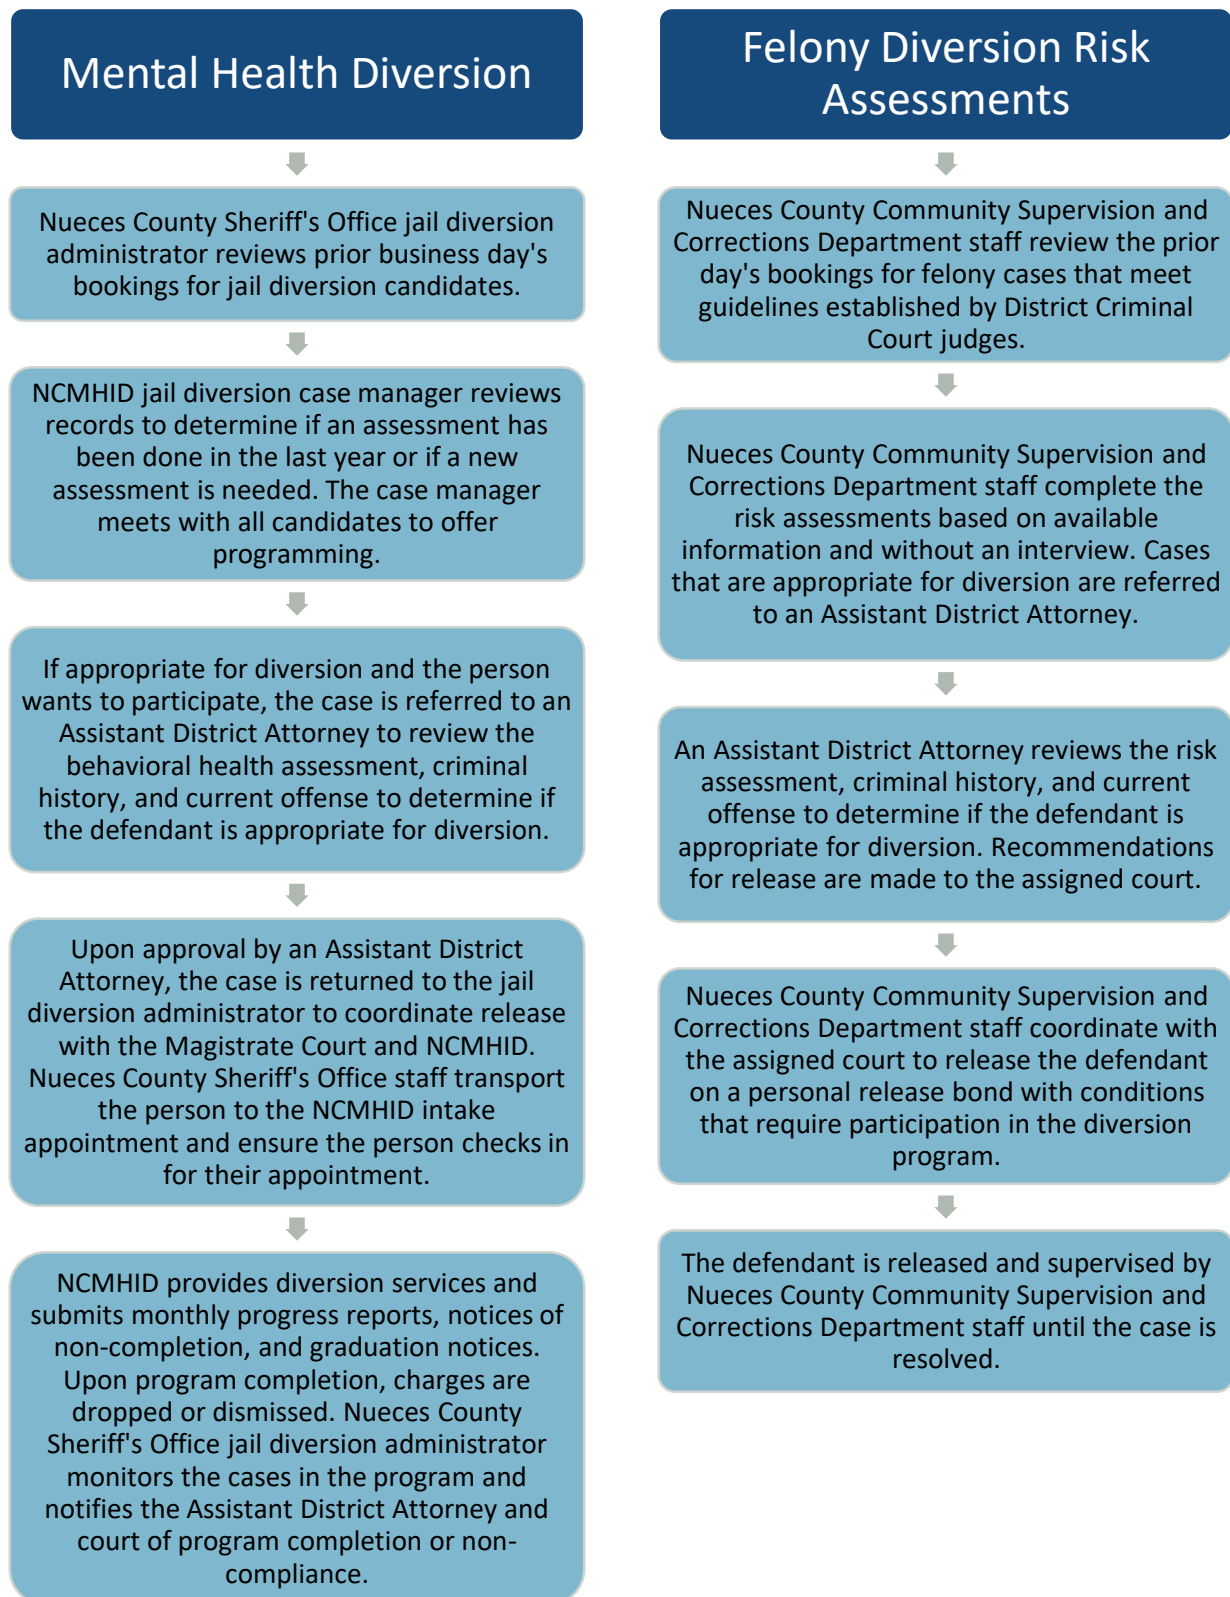 Mental Health Diversion
Nueces County Sheriff's Office jail diversion
administrator reviews prior business day's
bookings for jail diversion candidates.
NCMHID jail diversion case manager reviews
records to determine if an assessment has
been done in the last year or if a new
assessment is needed. The case manager
meets with all candidates to offer
programming.
If appropriate for diversion and the person
wants to participate, the case is referred to an
Assistant District Attorney to review the
behavioral health assessment, criminal
history, and current offense to determine if
the defendant is appropriate for diversion.
Upon approval by an Assistant District
Attorney, the case is returned to the jail
diversion administrator to coordinate release
with the Magistrate Court and NCMHID.
Nueces County Sheriff's Office staff transport
the person to the NCMHID intake
appointment and ensure the person checks in
for their appointment.
NCMHID provides diversion services and
submits monthly progress reports, notices of
non-completion, and graduation notices.
Upon program completion, charges are
dropped or dismissed. Nueces County
Sheriff's Office jail diversion administrator
monitors the cases in the program and
notifies the Assistant District Attorney and
court of program completion or non-
compliance.
Felony Diversion Risk
Assessments
Nueces County Community Supervision and
Corrections Department staff review the prior
day's bookings for felony cases that meet
guidelines established by District Criminal
Court judges.
Nueces County Community Supervision and
Corrections Department staff complete the
risk assessments based on available
information and without an interview. Cases
that are appropriate for diversion are referred
to an Assistant District Attorney.
An Assistant District Attorney reviews the risk
assessment, criminal history, and current
offense to determine if the defendant is
appropriate for diversion. Recommendations
for release are made to the assigned court.
Nueces County Community Supervision and
Corrections Department staff coordinate with
the assigned court to release the defendant
on a personal release bond with conditions
that require participation in the diversion
program.
The defendant is released and supervised by
Nueces County Community Supervision and
Corrections Department staff until the case is
resolved.